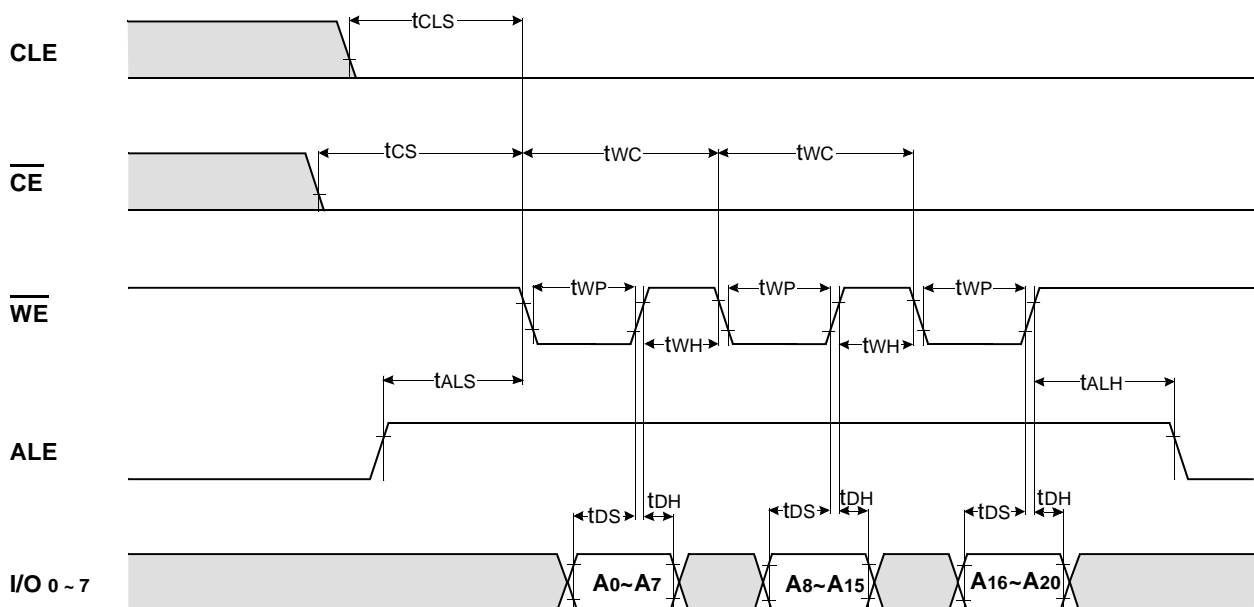 tCLS
CLE
tCS tWC tWC
CE
tWP tWP tWP
WE
tWH tWH
tALS tALH
ALE
tDS tDH tDS tDH tDS tDH
I/O 0 ~ 7 A0~A7 A8~A15 A16~A20